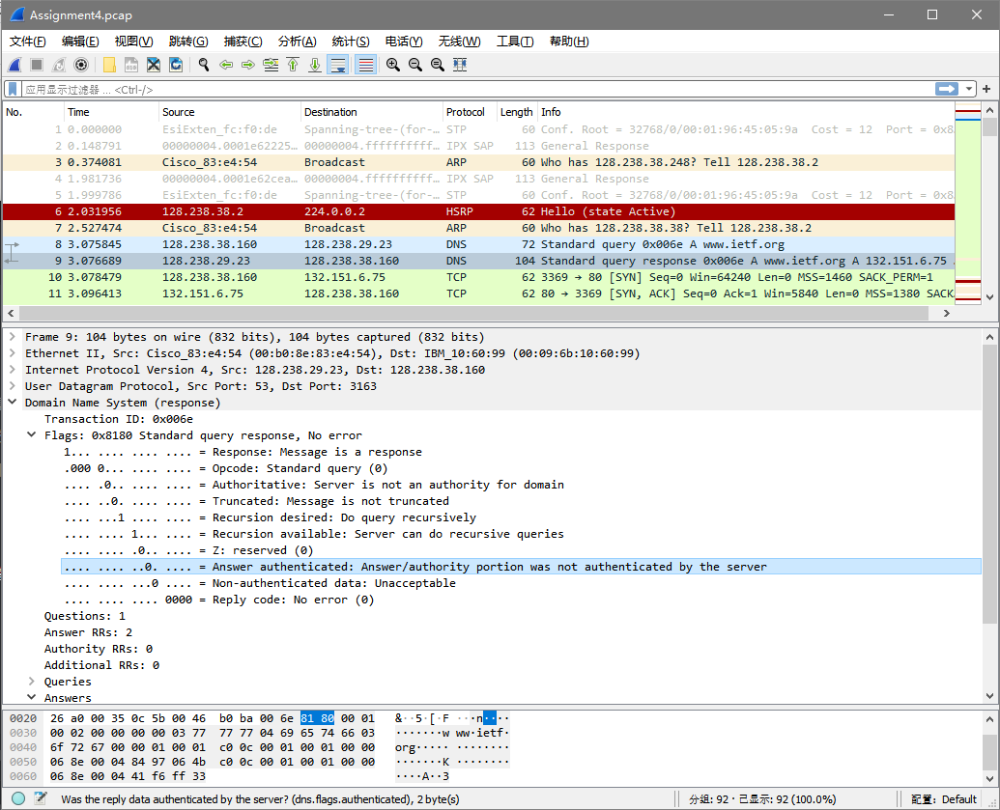 Assignment4.pcap
文件(F) 编辑(E) 视图(V) 跳转(G) 捕获(C) 分析(A) 统计(S) 电话(Y) 无线(W) 工具(T) 帮助(H)
应用显示过滤器 … <Ctrl-/>
No. Time Source Destination Protocol Length Info
1 0.000000 EsiExten_fc:f0:de Spanning-tree-(for-… STP 60 Conf. Root = 32768/0/00:01:96:45:05:9a Cost = 12 Port = 0x8
2 0.148791 00000004.0001e62225… 00000004.ffffffffff… IPX SAP 113 General Response
3 0.374081 Cisco_83:e4:54 Broadcast ARP 60 Who has 128.238.38.248? Tell 128.238.38.2
4 1.981736 00000004.0001e62cea… 00000004.ffffffffff… IPX SAP 113 General Response
5 1.999786 EsiExten_fc:f0:de Spanning-tree-(for-… STP 60 Conf. Root = 32768/0/00:01:96:45:05:9a Cost = 12 Port = 0x8
6 2.031956 128.238.38.2 224.0.0.2 HSRP 62 Hello (state Active)
7 2.527474 Cisco_83:e4:54 Broadcast ARP 60 Who has 128.238.38.38? Tell 128.238.38.2
8 3.075845 128.238.38.160 128.238.29.23 DNS 72 Standard query 0x006e A www.ietf.org
9 3.076689 128.238.29.23 128.238.38.160 DNS 104 Standard query response 0x006e A www.ietf.org A 132.151.6.75
10 3.078479 128.238.38.160 132.151.6.75 TCP 62 3369 → 80 [SYN] Seq=0 Win=64240 Len=0 MSS=1460 SACK_PERM=1
11 3.096413 132.151.6.75 128.238.38.160 TCP 62 80 → 3369 [SYN, ACK] Seq=0 Ack=1 Win=5840 Len=0 MSS=1380 SACK
Frame 9: 104 bytes on wire (832 bits), 104 bytes captured (832 bits)
Ethernet II, Src: Cisco_83:e4:54 (00:b0:8e:83:e4:54), Dst: IBM_10:60:99 (00:09:6b:10:60:99)
Internet Protocol Version 4, Src: 128.238.29.23, Dst: 128.238.38.160
User Datagram Protocol, Src Port: 53, Dst Port: 3163
Domain Name System (response)
Transaction ID: 0x006e
Flags: 0x8180 Standard query response, No error
1... .... .... .... = Response: Message is a response
.000 0... .... .... = Opcode: Standard query (0)
.... .0.. .... .... = Authoritative: Server is not an authority for domain
.... ..0. .... .... = Truncated: Message is not truncated
.... ...1 .... .... = Recursion desired: Do query recursively
.... .... 1... .... = Recursion available: Server can do recursive queries
.... .... .0.. .... = Z: reserved (0)
.... .... ..0. .... = Answer authenticated: Answer/authority portion was not authenticated by the server
.... .... ...0 .... = Non-authenticated data: Unacceptable
.... .... .... 0000 = Reply code: No error (0)
Questions: 1
Answer RRs: 2
Authority RRs: 0
Additional RRs: 0
Queries
Answers
0020 26 a0 00 35 0c 5b 00 46 b0 ba 00 6e 81 80 00 01 &··5·[·F ···n····
0030 00 02 00 00 00 00 03 77 77 77 04 69 65 74 66 03 ·······w ww·ietf·
0040 6f 72 67 00 00 01 00 01 c0 0c 00 01 00 01 00 00 org····· ········
0050 06 8e 00 04 84 97 06 4b c0 0c 00 01 00 01 00 00 ·······K ········
0060 06 8e 00 04 41 f6 ff 33 ····A··3
Was the reply data authenticated by the server? (dns.flags.authenticated), 2 byte(s) 分组: 92 · 已显示: 92 (100.0%) 配置: Default